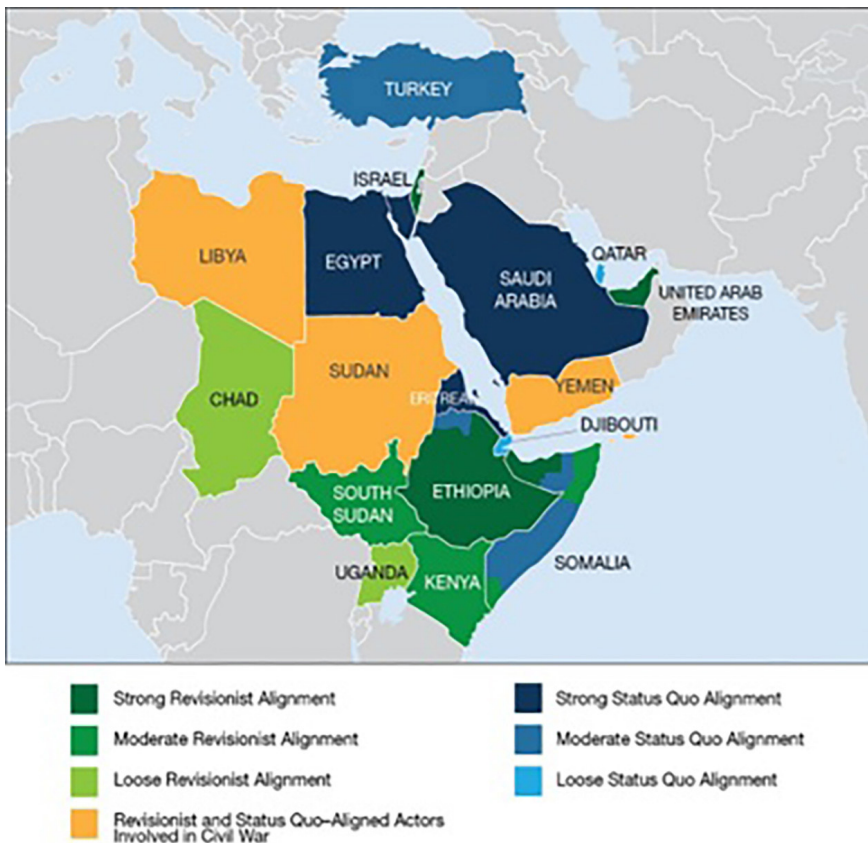 TURKEY
ISRAEL
LIBYA
EGYPT
SAUDI
ARABIA
QATAR
UNITED ARAB
EMIRATES
CHAD
SUDAN
ERITREA
YEMEN
DJIBOUTI
SOUTH
SUDAN
ETHIOPIA
UGANDA
KENYA
SOMALIA
Strong Revisionist Alignment
Moderate Revisionist Alignment
Loose Revisionist Alignment
Revisionist and Status Quo–Aligned Actors
Involved in Civil War
Strong Status Quo Alignment
Moderate Status Quo Alignment
Loose Status Quo Alignment